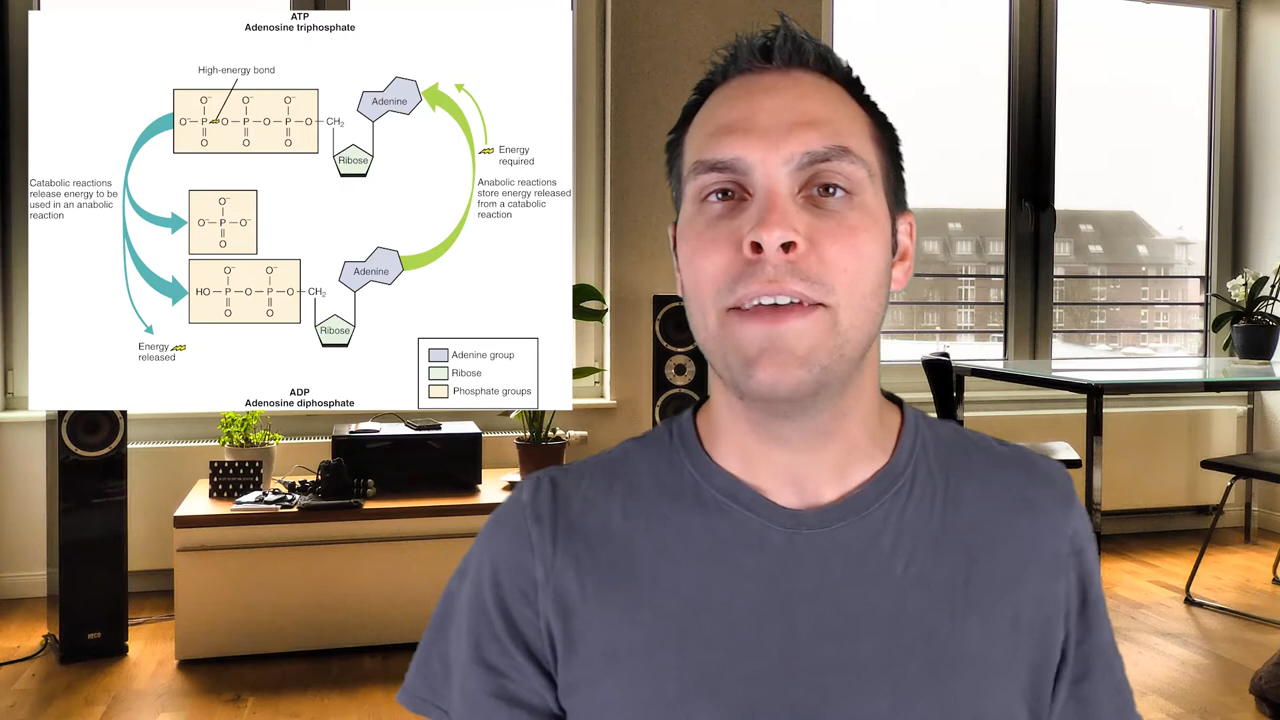 ATP
Adenosine triphosphate
High-energy bond
O⁻ O⁻ O⁻
O⁻ P O P O P O CH₂
O O O
Adenine
Ribose
Energy
required
Anabolic reactions
store energy released
from a catabolic
reaction
Catabolic reactions
release energy to be
used in an anabolic
reaction
O⁻
O⁻ P O⁻
O
O⁻ O⁻
HO P O P O CH₂
O O
Adenine
Ribose
Energy
released
Adenine group
Ribose
Phosphate groups
ADP
Adenosine diphosphate
HECO